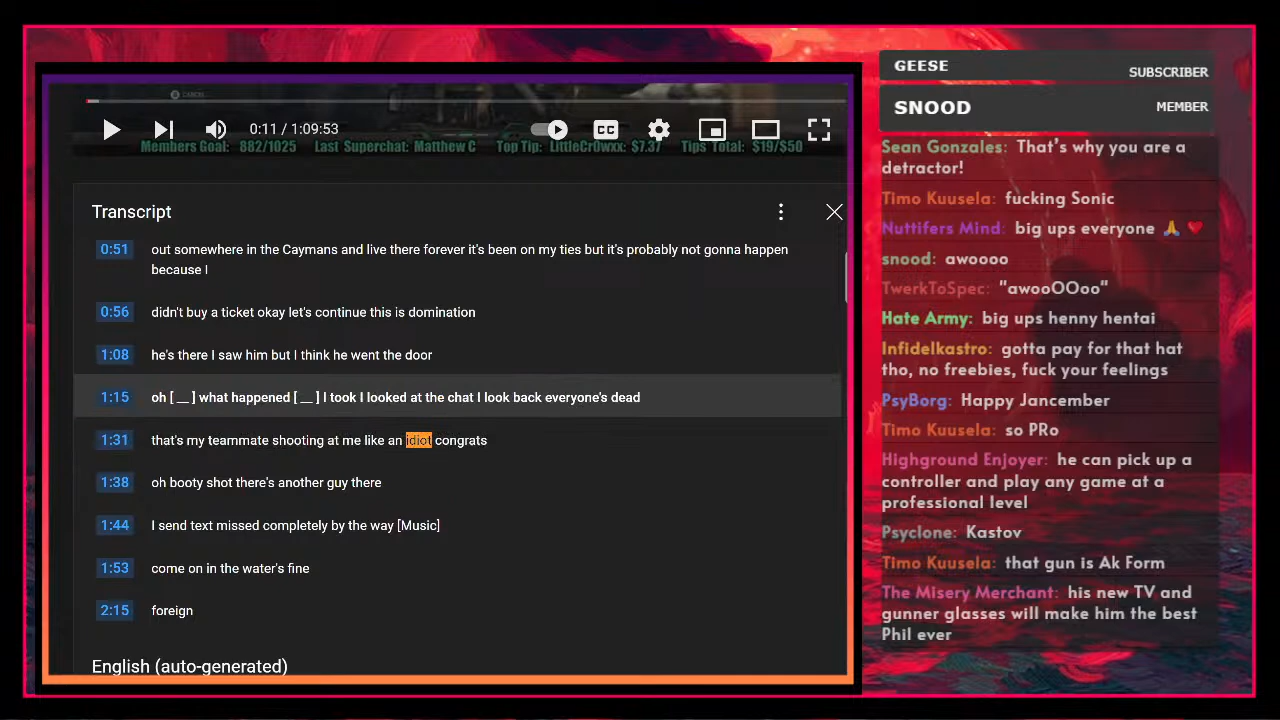 CANCEL
0:11 / 1:09:53
CC
Members Goal: 882/1025 Last Superchat: Matthew C Top Tip: LittleCr0wxx: $7.37 Tips Total: $19/$50
Transcript
0:51 out somewhere in the Caymans and live there forever it's been on my ties but it's probably not gonna happen
because I
0:56 didn't buy a ticket okay let's continue this is domination
1:08 he's there I saw him but I think he went the door
1:15 oh [ __ ] what happened [ __ ] I took I looked at the chat I look back everyone's dead
1:31 that's my teammate shooting at me like an idiot congrats
1:38 oh booty shot there's another guy there
1:44 I send text missed completely by the way [Music]
1:53 come on in the water's fine
2:15 foreign
English (auto-generated)
GEESE SUBSCRIBER
SNOOD MEMBER
Sean Gonzales: That's why you are a
detractor!
Timo Kuusela: fucking Sonic
Nuttifers Mind: big ups everyone 🙏 ❤️
snood: awoooo
TwerkToSpec: "awooOOoo"
Hate Army: big ups henny hentai
Infidelkastro: gotta pay for that hat
tho, no freebies, fuck your feelings
PsyBorg: Happy Jancember
Timo Kuusela: so PRo
Highground Enjoyer: he can pick up a
controller and play any game at a
professional level
Psyclone: Kastov
Timo Kuusela: that gun is Ak Form
The Misery Merchant: his new TV and
gunner glasses will make him the best
Phil ever